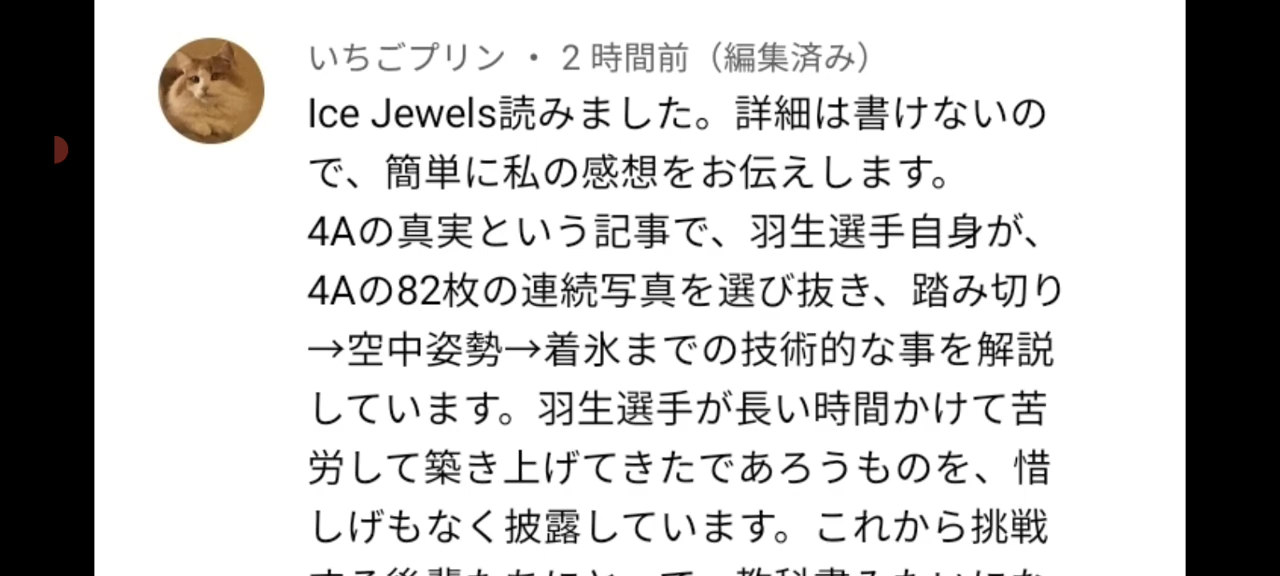 いちごプリン ・ 2 時間前（編集済み）
Ice Jewels読みました。詳細は書けないの
で、簡単に私の感想をお伝えします。
4Aの真実という記事で、羽生選手自身が、
4Aの82枚の連続写真を選び抜き、踏み切り
→空中姿勢→着氷までの技術的な事を解説
しています。羽生選手が長い時間かけて苦
労して築き上げてきたであろうものを、惜
しげもなく披露しています。これから挑戦